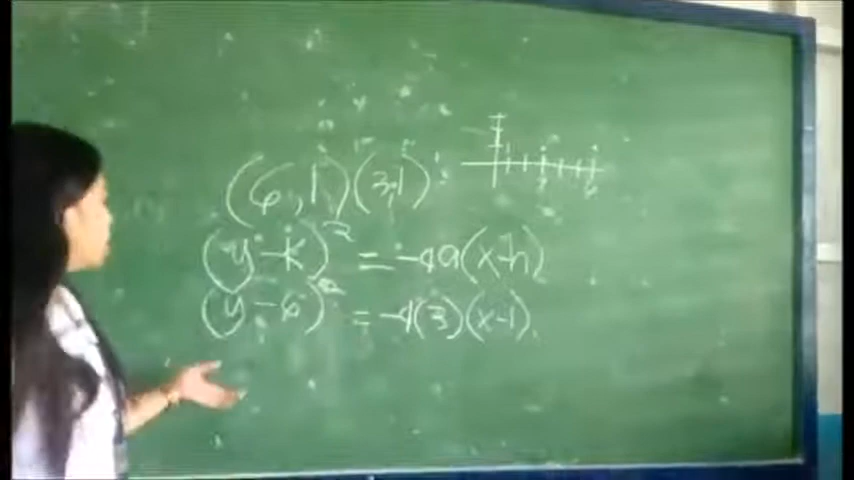 (6,1)(3,1)
(y-k)² = -4a(x-h)
(y-6)² = -4(3)(x-1)